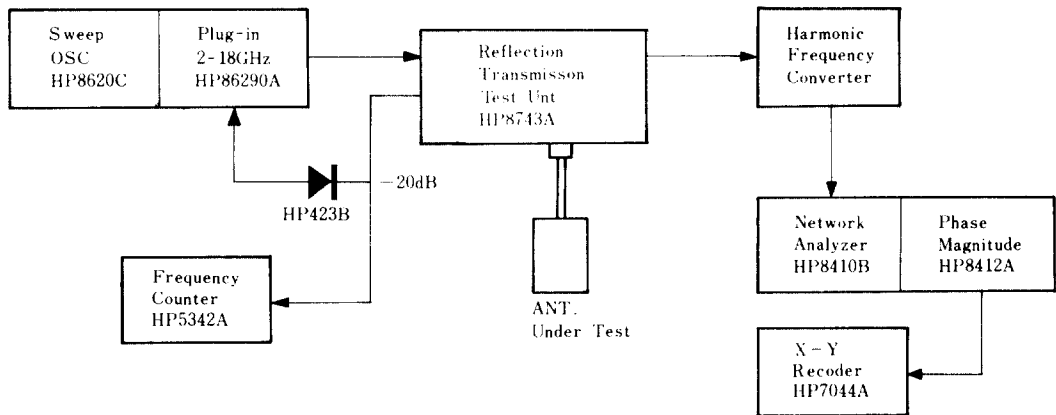 Sweep
OSC
HP8620C
Plug-in
2-18GHz
HP86290A
Reflection
Transmisson
Test Unt
HP8743A
Harmonic
Frequency
Converter
-20dB
HP423B
Network
Analyzer
HP8410B
Phase
Magnitude
HP8412A
Frequency
Counter
HP5342A
ANT.
Under Test
X-Y
Recoder
HP7044A